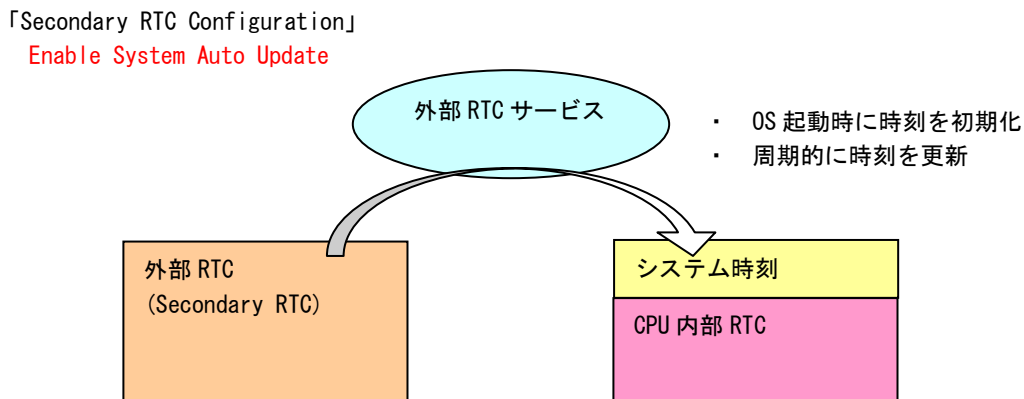 「Secondary RTC Configuration」
Enable System Auto Update
外部 RTC サービス
・ OS 起動時に時刻を初期化
・ 周期的に時刻を更新
外部 RTC
(Secondary RTC)
システム時刻
CPU 内部 RTC